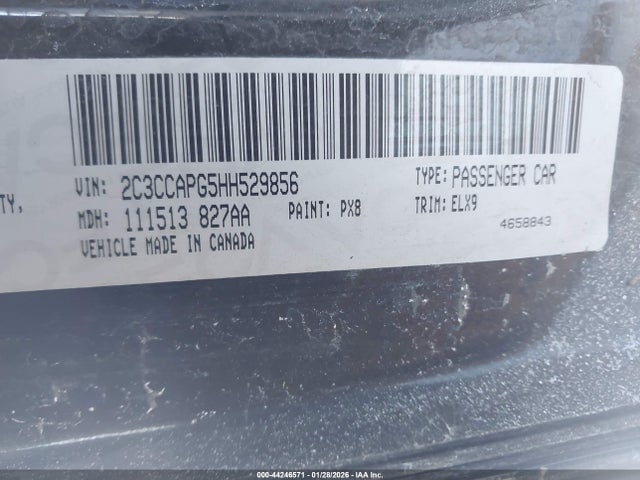 VIN: 2C3CCAPG5HH529856 TYPE: PASSENGER CAR
TY,
MDH: 111513 827AA PAINT: PX8 TRIM: ELX9
VEHICLE MADE IN CANADA 4658843
000-44246571 | 01/28/2026 - IAA Inc.